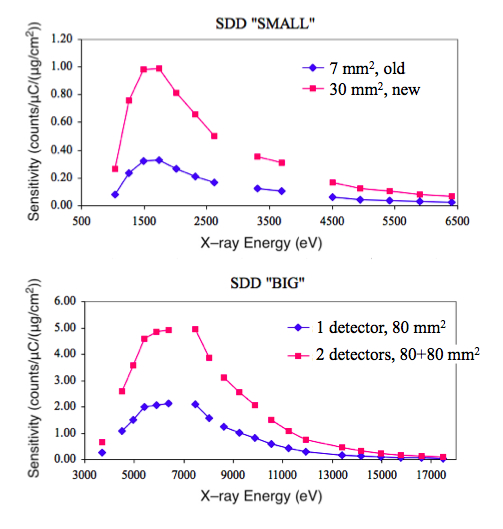 SDD "SMALL"
Sensitivity (counts/μC/(μg/cm²))
1.20
1.00
0.80
0.60
0.40
0.20
0.00
7 mm², old
30 mm², new
500 1500 2500 3500 4500 5500 6500
X–ray Energy (eV)
SDD "BIG"
Sensitivity (counts/μC/(μg/cm²))
6.00
5.00
4.00
3.00
2.00
1.00
0.00
1 detector, 80 mm²
2 detectors, 80+80 mm²
3000 5000 7000 9000 11000 13000 15000 17000
X–ray Energy (eV)